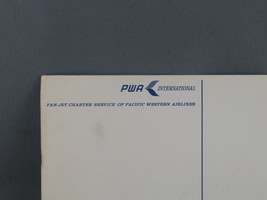 PWA INTERNATIONAL
FAN-JET CHARTER SERVICE OF PACIFIC WESTERN AIRLINES